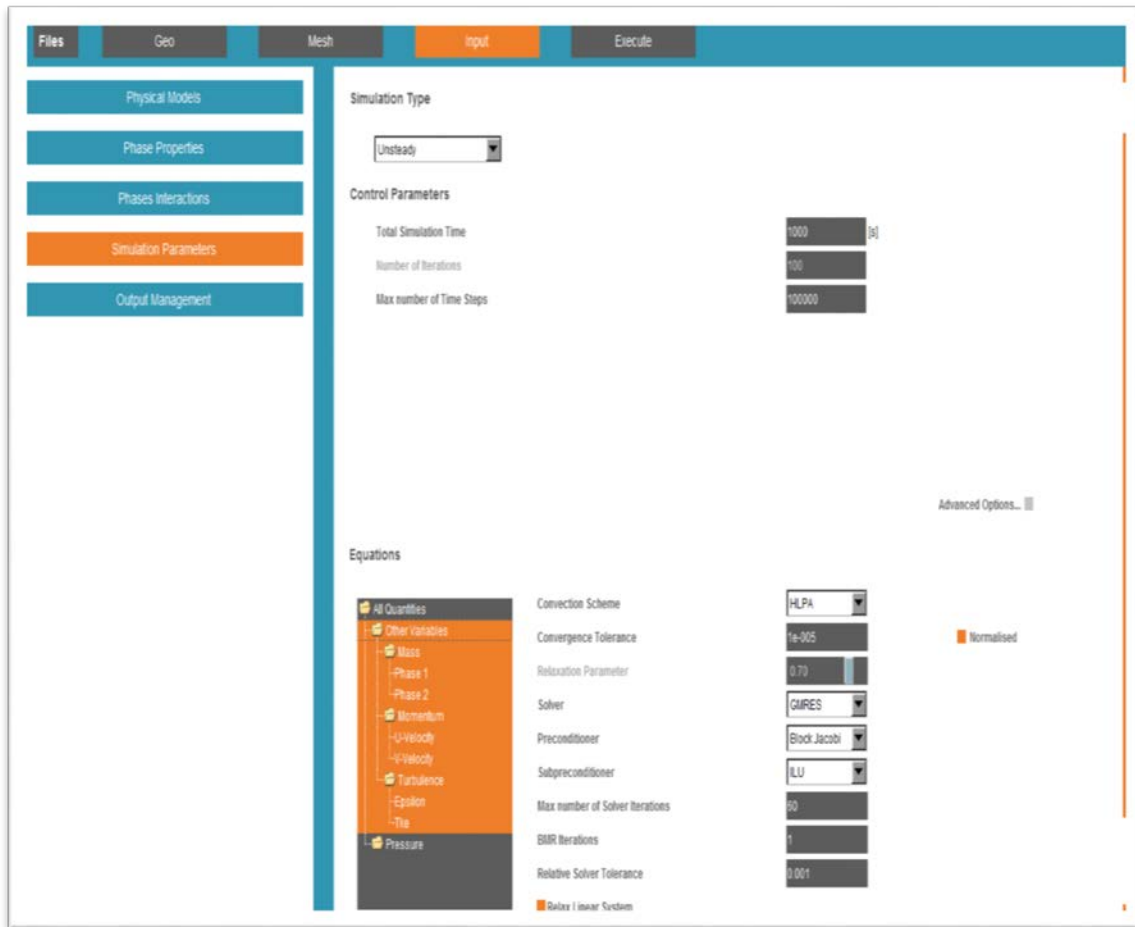 Files Geo Mesh Input Execute
Physical Models
Phase Properties
Phases Interactions
Simulation Parameters
Output Management
Simulation Type
Unsteady
Control Parameters
Total Simulation Time 1000 [s]
Number of Iterations 100
Max number of Time Steps 100000
Advanced Options...
Equations
All Quantities
Other Variables
Mass
Phase 1
Phase 2
Momentum
U-Velocity
V-Velocity
Turbulence
Epsilon
Tke
Pressure
Convection Scheme HLPA
Convergence Tolerance 1e-005 Normalised
Relaxation Parameter 0.70
Solver GMRES
Preconditioner Block Jacobi
Subpreconditioner ILU
Max number of Solver Iterations 50
BMR Iterations 1
Relative Solver Tolerance 0.001
Relax Linear System